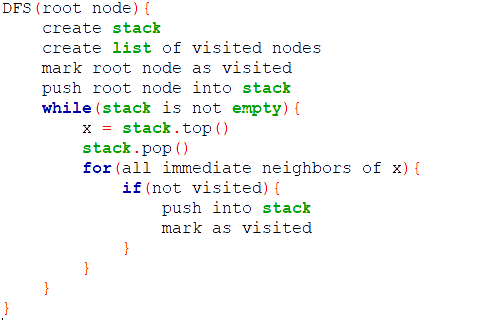 DFS(root node){
    create stack
    create list of visited nodes
    mark root node as visited
    push root node into stack
    while(stack is not empty){
        x = stack.top()
        stack.pop()
        for(all immediate neighbors of x){
            if(not visited){
                push into stack
                mark as visited
            }
        }
    }
}